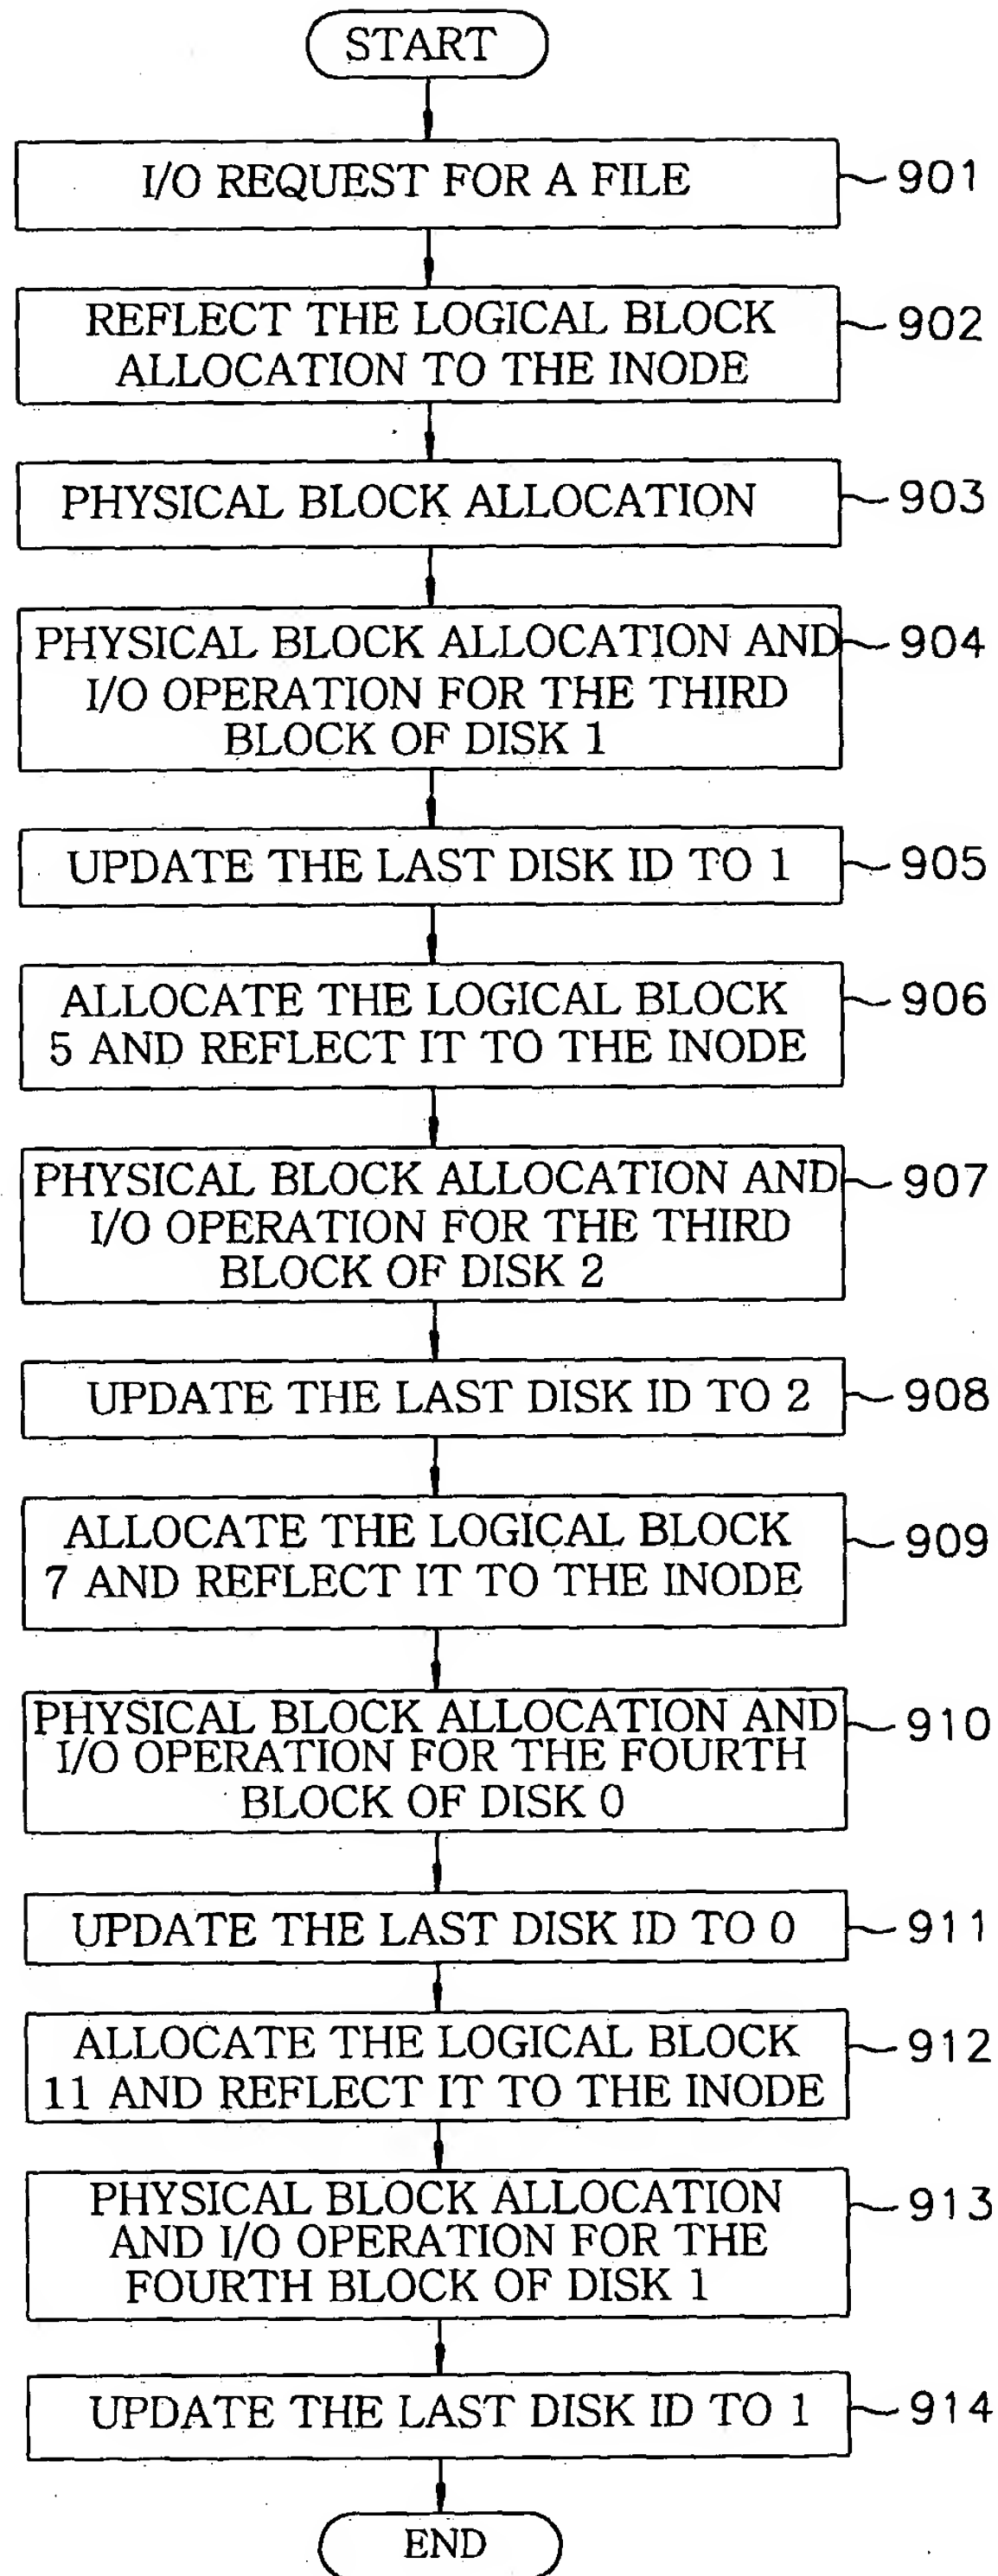 START
I/O REQUEST FOR A FILE
901
REFLECT THE LOGICAL BLOCK
ALLOCATION TO THE INODE
902
PHYSICAL BLOCK ALLOCATION
903
PHYSICAL BLOCK ALLOCATION AND
I/O OPERATION FOR THE THIRD
BLOCK OF DISK 1
904
UPDATE THE LAST DISK ID TO 1
905
ALLOCATE THE LOGICAL BLOCK
5 AND REFLECT IT TO THE INODE
906
PHYSICAL BLOCK ALLOCATION AND
I/O OPERATION FOR THE THIRD
BLOCK OF DISK 2
907
UPDATE THE LAST DISK ID TO 2
908
ALLOCATE THE LOGICAL BLOCK
7 AND REFLECT IT TO THE INODE
909
PHYSICAL BLOCK ALLOCATION AND
I/O OPERATION FOR THE FOURTH
BLOCK OF DISK 0
910
UPDATE THE LAST DISK ID TO 0
911
ALLOCATE THE LOGICAL BLOCK
11 AND REFLECT IT TO THE INODE
912
PHYSICAL BLOCK ALLOCATION
AND I/O OPERATION FOR THE
FOURTH BLOCK OF DISK 1
913
UPDATE THE LAST DISK ID TO 1
914
END